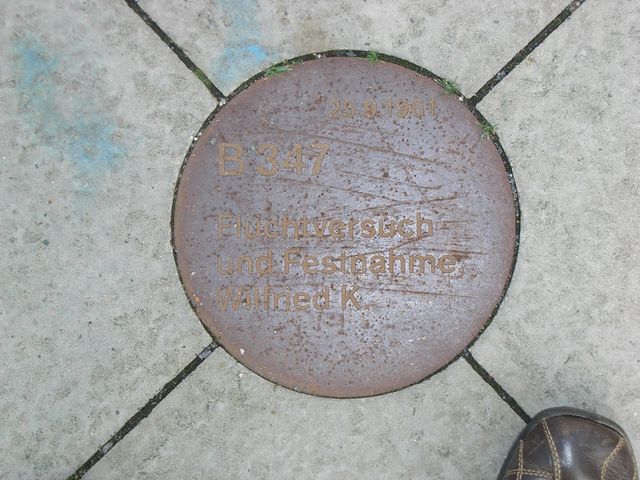 25.9.1961
B 347
Fluchtversuch
und Festnahme
Wilfried K.